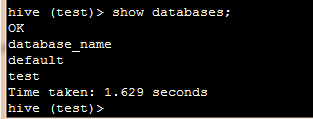 hive (test)> show databases;
OK
database_name
default
test
Time taken: 1.629 seconds
hive (test)>